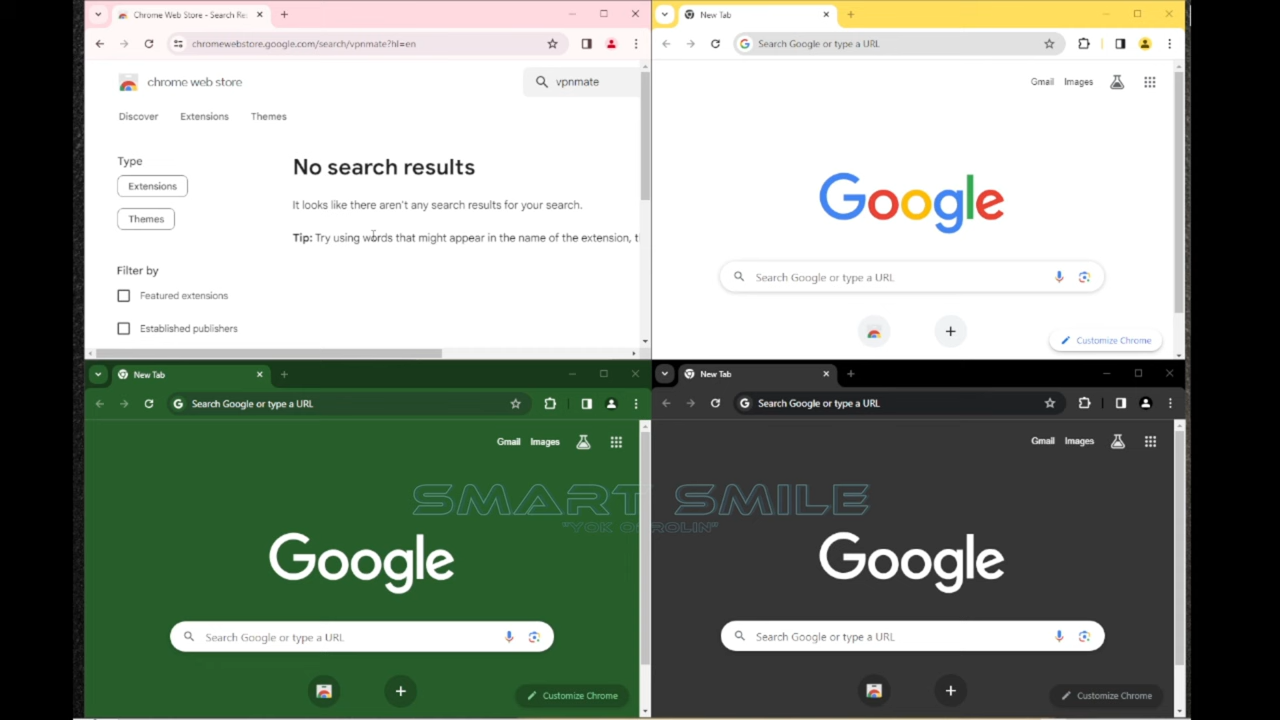 Chrome Web Store - Search Re
chromewebstore.google.com/search/vpnmate?hl=en
chrome web store
vpnmate
Discover
Extensions
Themes
Type
Extensions
Themes
No search results
It looks like there aren't any search results for your search.
Tip: Try using words that might appear in the name of the extension, t
Filter by
Featured extensions
Established publishers
New Tab
Search Google or type a URL
Gmail
Images
Google
Search Google or type a URL
Customize Chrome
New Tab
Search Google or type a URL
Gmail
Images
Google
Search Google or type a URL
Customize Chrome
New Tab
Search Google or type a URL
Gmail
Images
Google
Search Google or type a URL
Customize Chrome
SMART SMILE